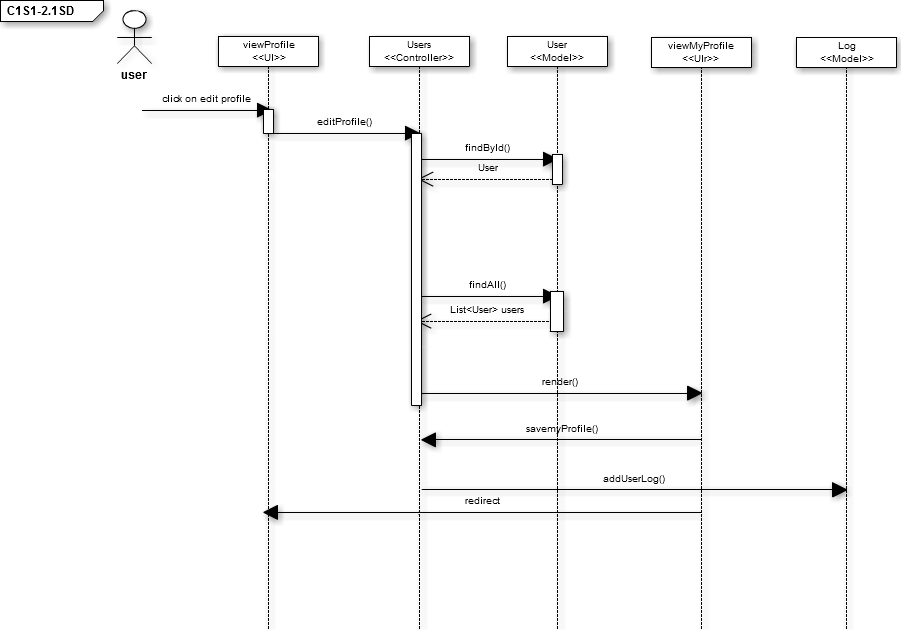 C1S1-2.1SD
user
viewProfile
<<UI>>
Users
<<Controller>>
User
<<Model>>
viewMyProfile
<<UIr>>
Log
<<Model>>
click on edit profile
editProfile()
findById()
User
findAll()
List<User> users
render()
savemyProfile()
addUserLog()
redirect